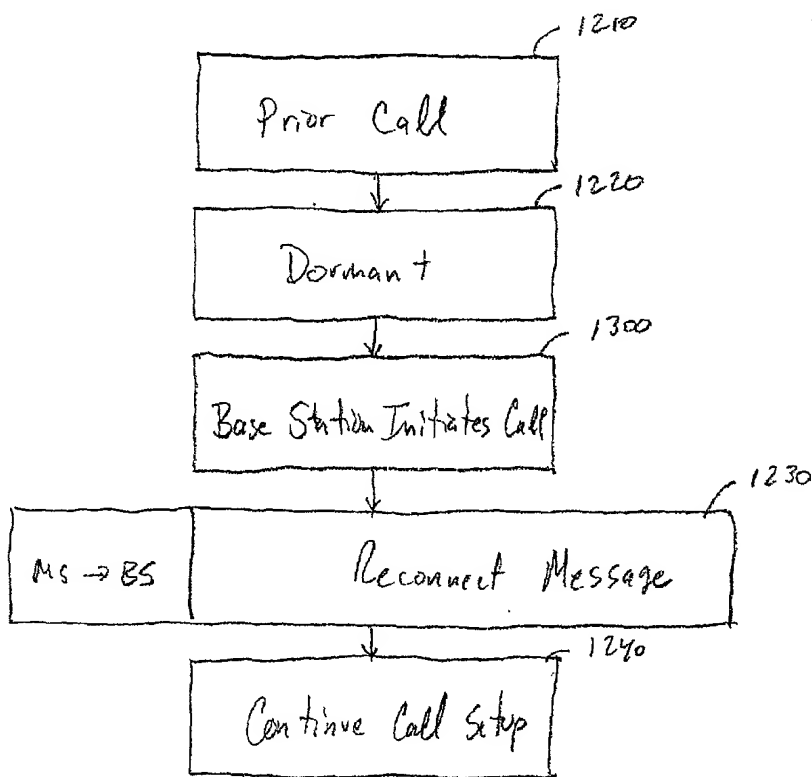 1210
Prior Call
1220
Dormant
1300
Base Station Initiates Call
1230
MS → BS
Reconnect Message
1240
Continue Call Setup